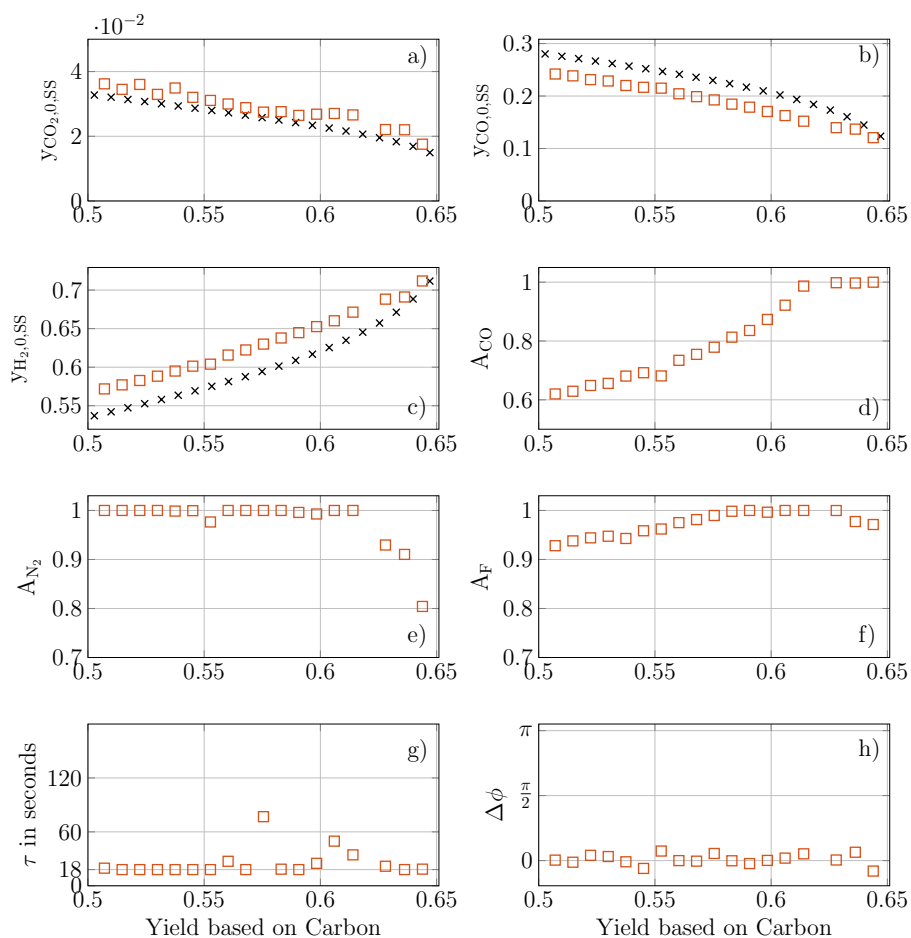 ·10⁻²
a)
4
2
0
y_CO₂,0,SS
0.5 0.55 0.6 0.65
b)
0.3
0.2
0.1
0
y_CO,0,SS
0.5 0.55 0.6 0.65
0.7
0.65
0.6
0.55
y_H₂,0,SS
c)
0.5 0.55 0.6 0.65
1
0.8
0.6
A_CO
d)
0.5 0.55 0.6 0.65
1
0.9
0.8
0.7
A_N₂
e)
0.5 0.55 0.6 0.65
1
0.9
0.8
0.7
A_F
f)
0.5 0.55 0.6 0.65
g)
120
60
18
0
τ in seconds
0.5 0.55 0.6 0.65
Yield based on Carbon
h)
π
π/2
0
Δϕ
0.5 0.55 0.6 0.65
Yield based on Carbon